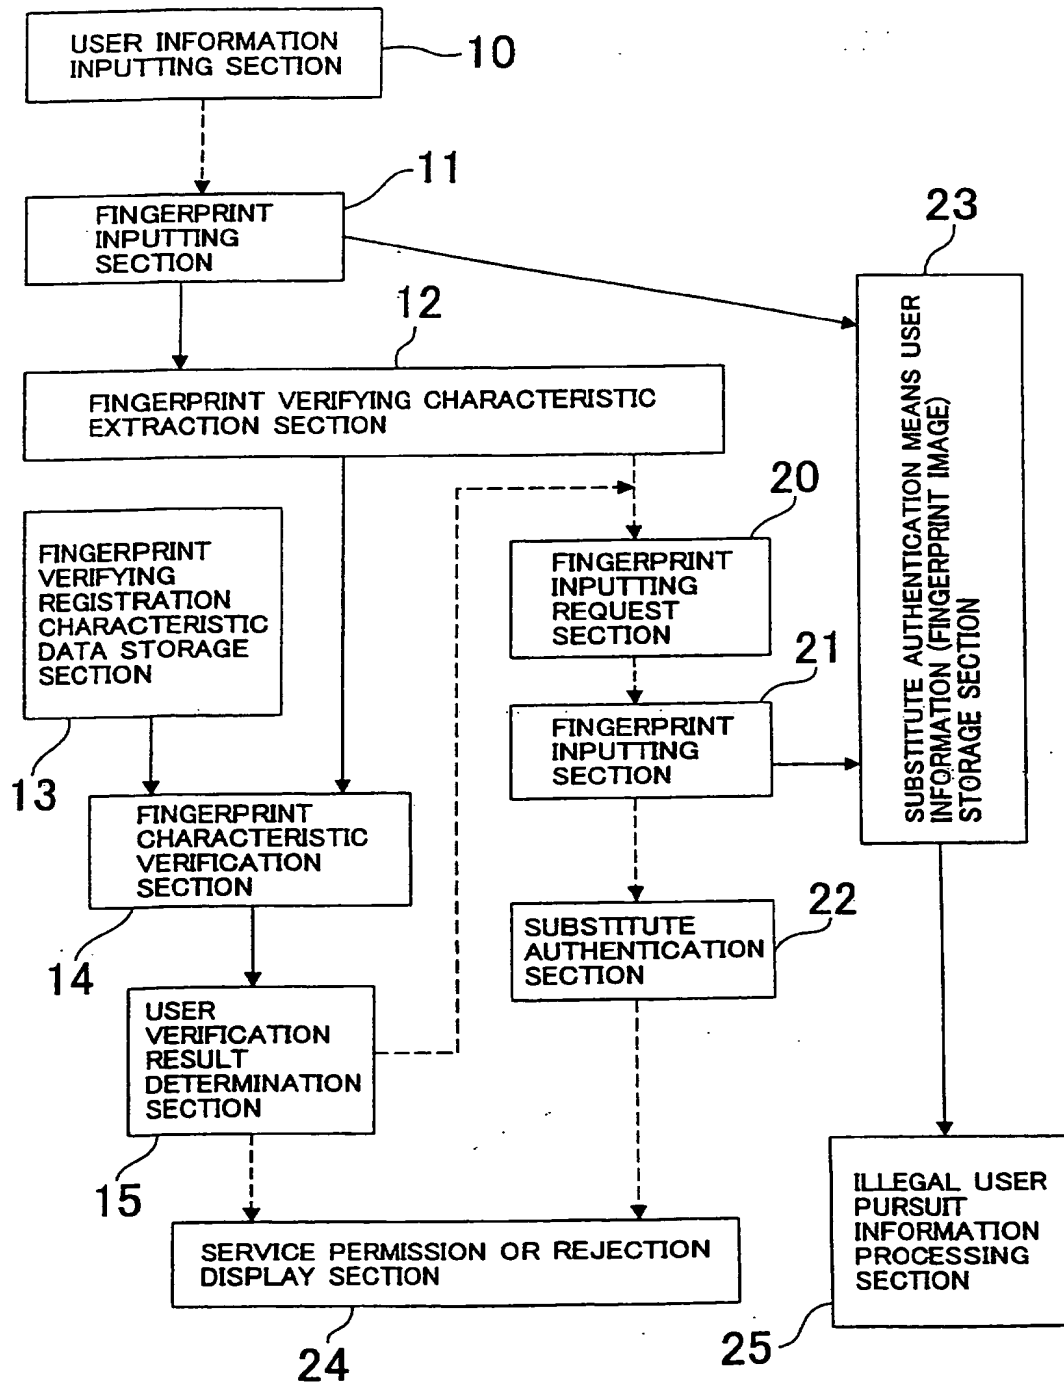 USER INFORMATION
INPUTTING SECTION
10
11
FINGERPRINT
INPUTTING
SECTION
23
12
FINGERPRINT VERIFYING CHARACTERISTIC
EXTRACTION SECTION
SUBSTITUTE AUTHENTICATION MEANS USER
INFORMATION (FINGERPRINT IMAGE)
STORAGE SECTION
20
FINGERPRINT
VERIFYING
REGISTRATION
CHARACTERISTIC
DATA STORAGE
SECTION
FINGERPRINT
INPUTTING
REQUEST
SECTION
21
13
FINGERPRINT
INPUTTING
SECTION
FINGERPRINT
CHARACTERISTIC
VERIFICATION
SECTION
22
14
SUBSTITUTE
AUTHENTICATION
SECTION
USER
VERIFICATION
RESULT
DETERMINATION
SECTION
15
ILLEGAL USER
PURSUIT
INFORMATION
PROCESSING
SECTION
SERVICE PERMISSION OR REJECTION
DISPLAY SECTION
24
25